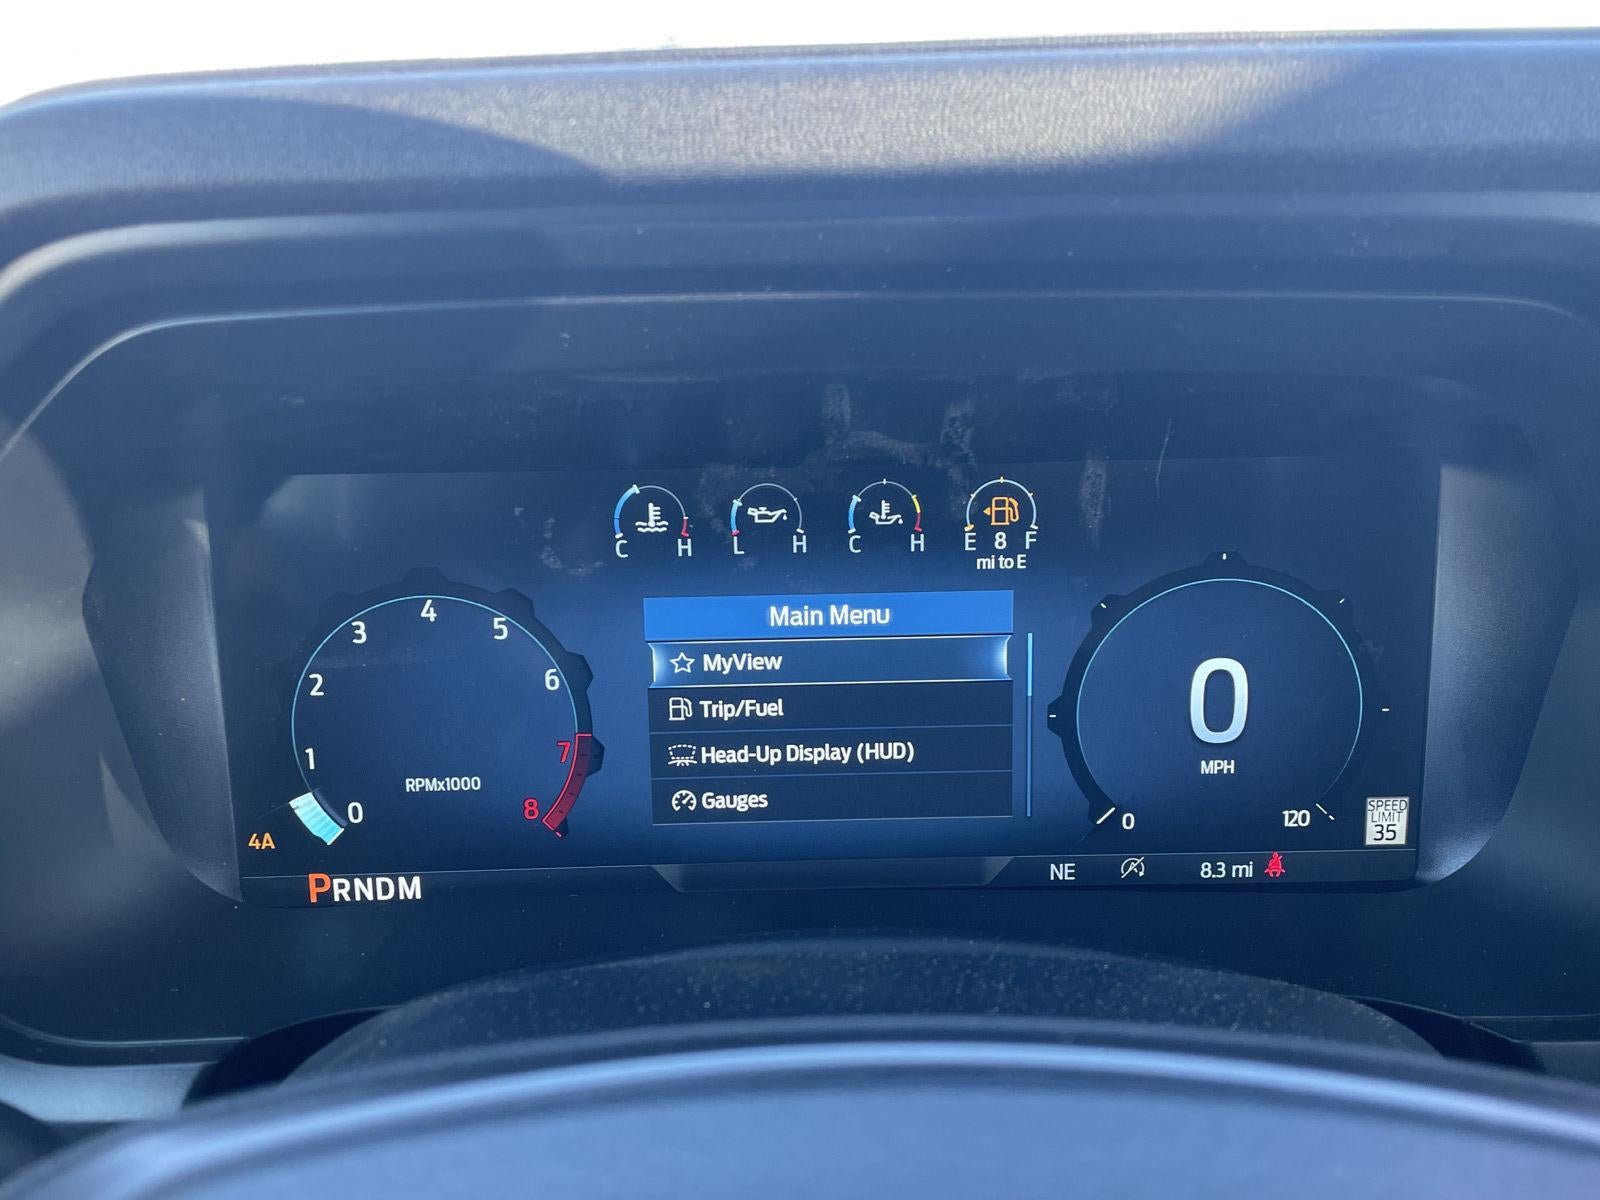 C H
L H
C H
E 8 F
mi to E
Main Menu
MyView
Trip/Fuel
Head-Up Display (HUD)
Gauges
0
1
2
3
4
5
6
7
8
RPMx1000
4A
PRNDM
0
MPH
0
120
SPEED
LIMIT
35
NE
8.3 mi